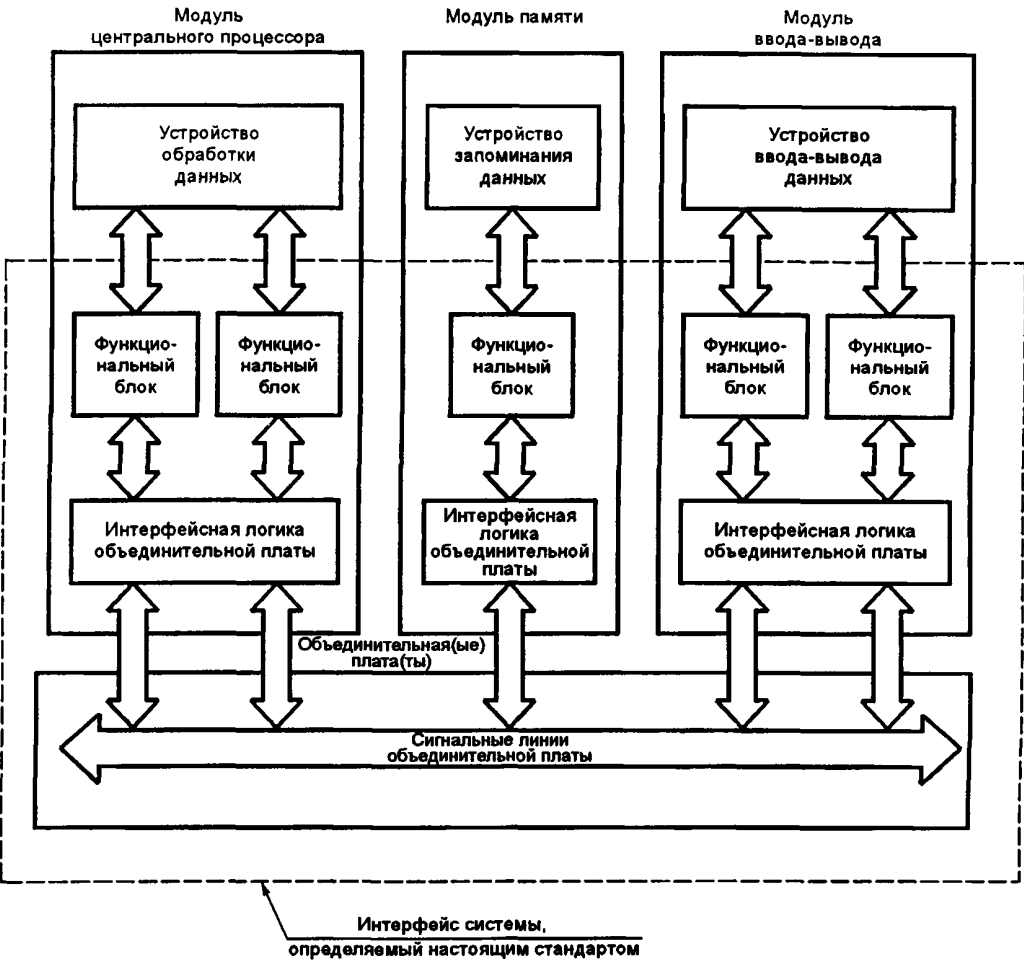 Модуль
центрального процессора
Модуль памяти
Модуль
ввода-вывода
Устройство
обработки
данных
Устройство
запоминания
данных
Устройство
ввода-вывода
данных
Функцио-
нальный
блок
Функцио-
нальный
блок
Функцио-
нальный
блок
Функцио-
нальный
блок
Функцио-
нальный
блок
Интерфейсная логика
объединительной платы
Интерфейсная
логика
объединительной
платы
Интерфейсная логика
объединительной платы
Объединительная(ые)
плата(ты)
Сигнальные линии
объединительной платы
Интерфейс системы,
определяемый настоящим стандартом